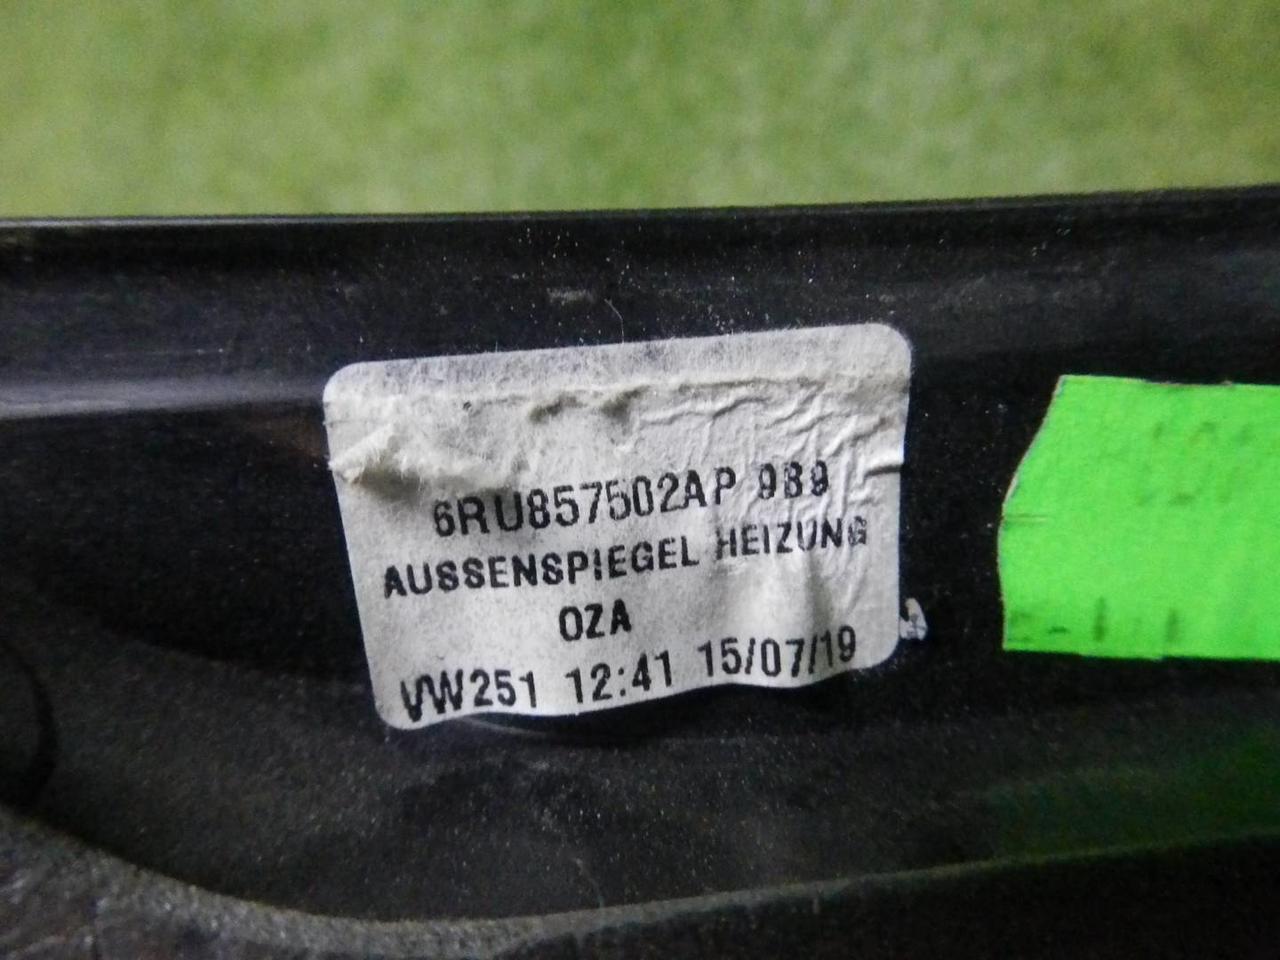 6RU857502AP 9B9
AUSSENSPIEGEL HEIZUNG
OZA
VW251 12:41 15/07/19